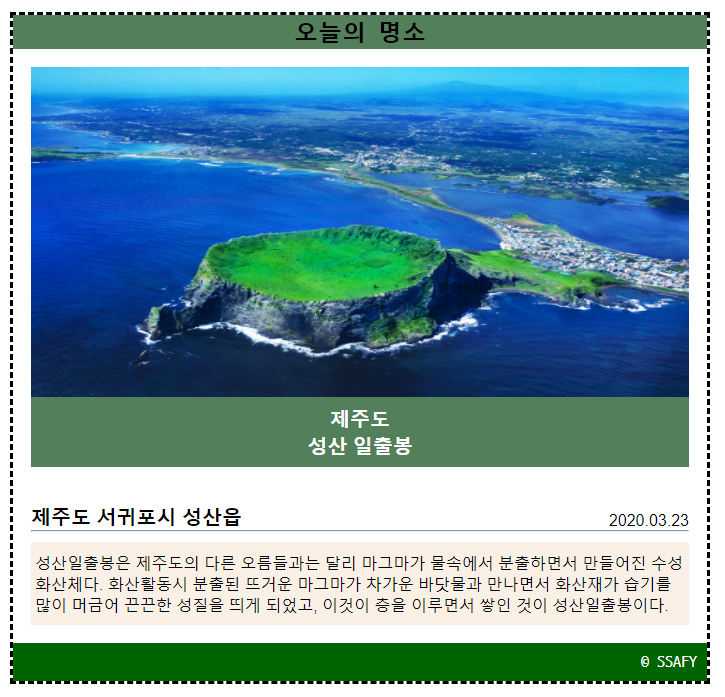 오늘의 명소
제주도
성산 일출봉
제주도 서귀포시 성산읍
2020.03.23
성산일출봉은 제주도의 다른 오름들과는 달리 마그마가 물속에서 분출하면서 만들어진 수성
화산체다. 화산활동시 분출된 뜨거운 마그마가 차가운 바닷물과 만나면서 화산재가 습기를
많이 머금어 끈끈한 성질을 띄게 되었고, 이것이 층을 이루면서 쌓인 것이 성산일출봉이다.
© SSAFY